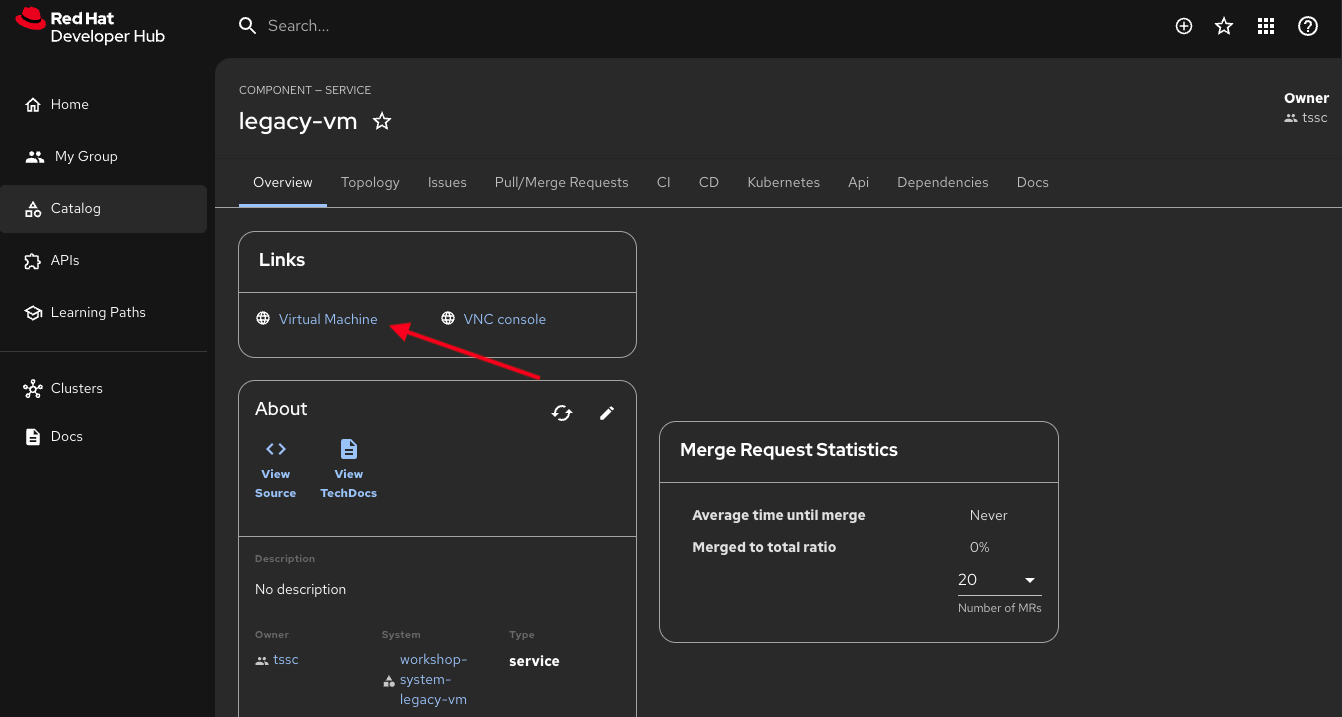 Red Hat
Developer Hub
Search...
Home
My Group
Catalog
APIs
Learning Paths
Clusters
Docs
COMPONENT — SERVICE
legacy-vm
Owner
tssc
Overview Topology Issues Pull/Merge Requests CI CD Kubernetes Api Dependencies Docs
Links
Virtual Machine VNC console
About
View Source
View TechDocs
Description
No description
Owner
tssc
System
workshop-
system-
legacy-vm
Type
service
Merge Request Statistics
Average time until merge Never
Merged to total ratio 0%
20
Number of MRs